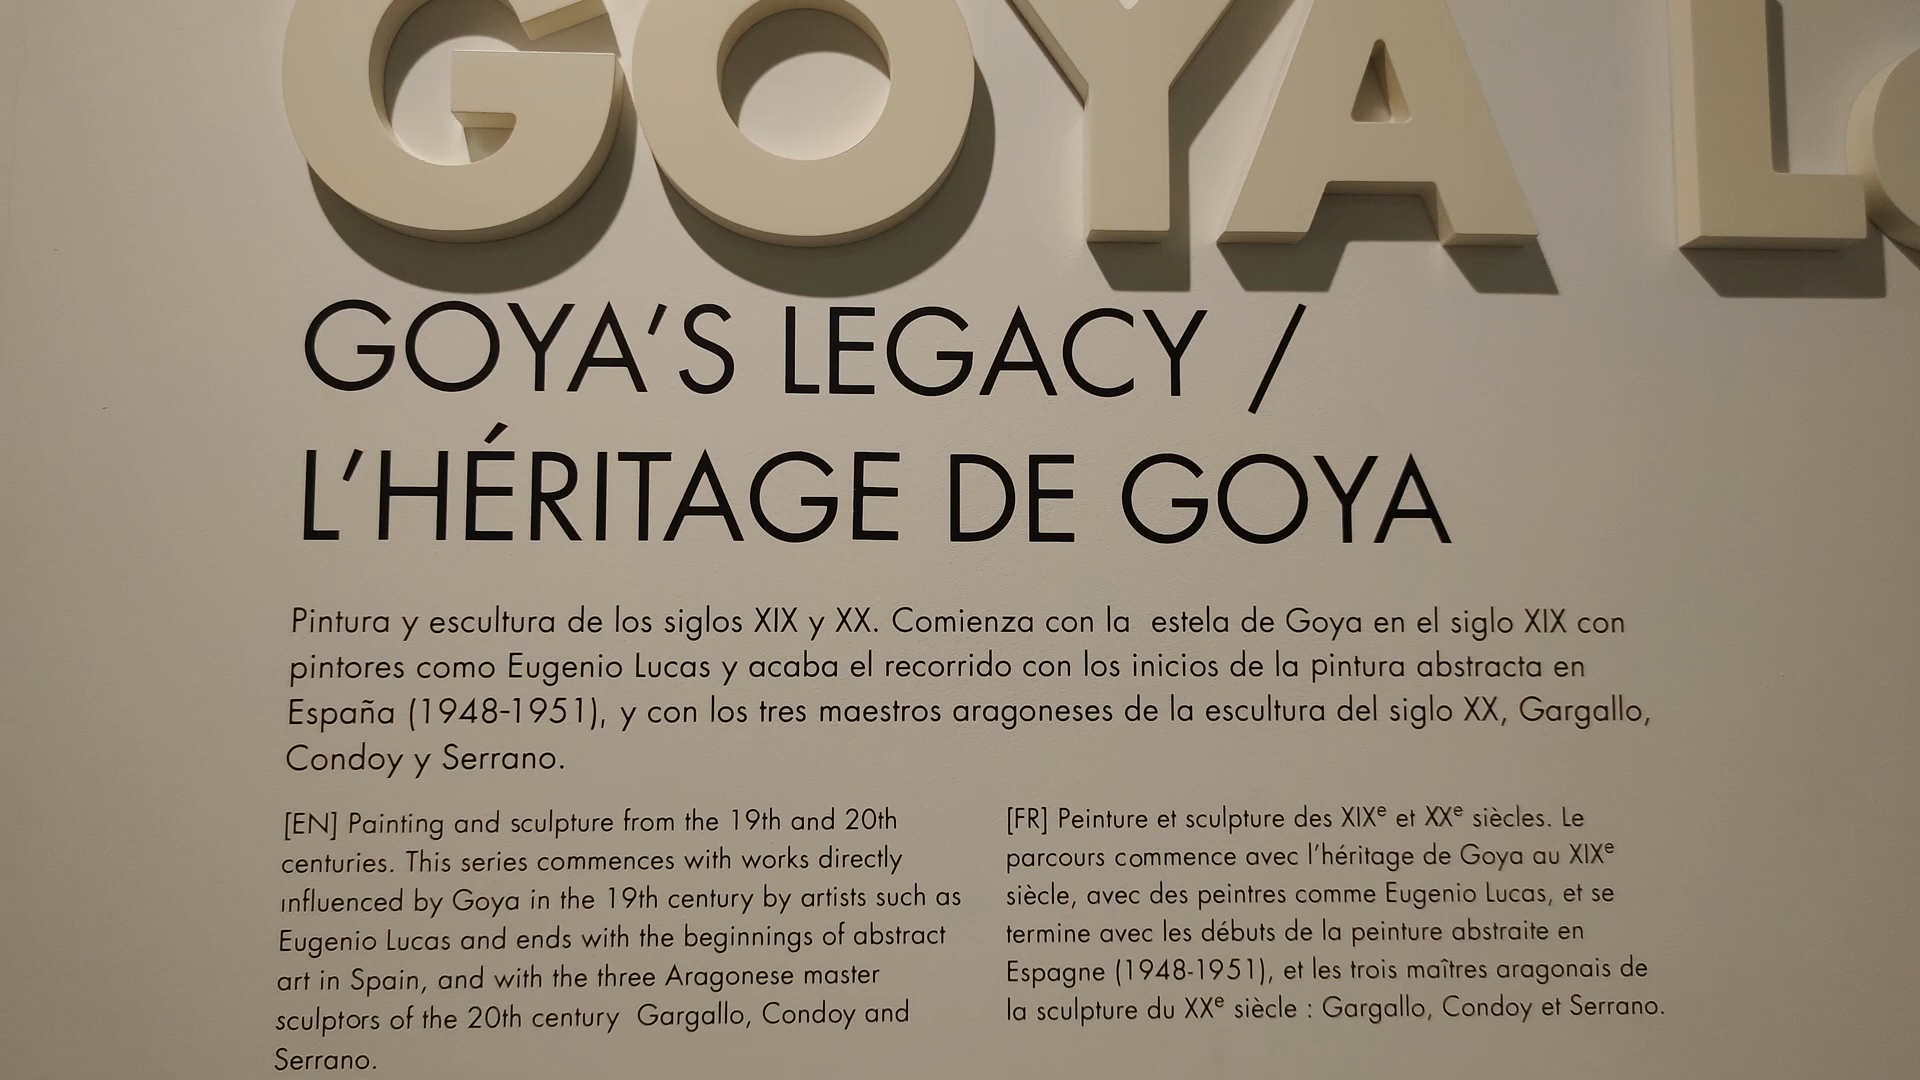 GOYA
GOYA'S LEGACY /
L'HÉRITAGE DE GOYA
Pintura y escultura de los siglos XIX y XX. Comienza con la estela de Goya en el siglo XIX con
pintores como Eugenio Lucas y acaba el recorrido con los inicios de la pintura abstracta en
España (1948-1951), y con los tres maestros aragoneses de la escultura del siglo XX, Gargallo,
Condoy y Serrano.
[EN] Painting and sculpture from the 19th and 20th
centuries. This series commences with works directly
influenced by Goya in the 19th century by artists such as
Eugenio Lucas and ends with the beginnings of abstract
art in Spain, and with the three Aragonese master
sculptors of the 20th century Gargallo, Condoy and
Serrano.
[FR] Peinture et sculpture des XIXe et XXe siècles. Le
parcours commence avec l'héritage de Goya au XIXe
siècle, avec des peintres comme Eugenio Lucas, et se
termine avec les débuts de la peinture abstraite en
Espagne (1948-1951), et les trois maîtres aragonais de
la sculpture du XXe siècle : Gargallo, Condoy et Serrano.